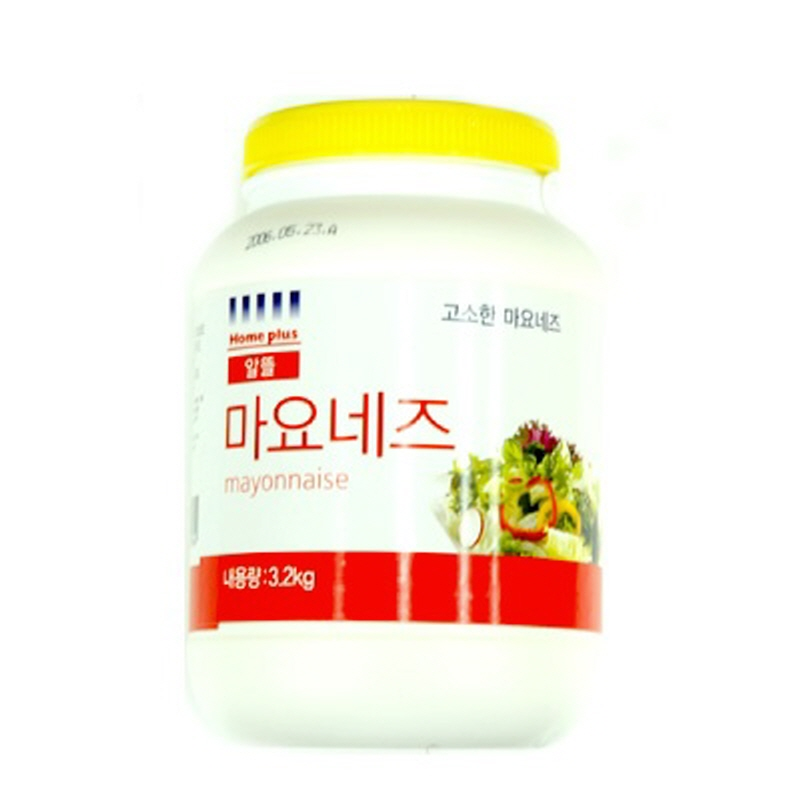 2006.05.23.A
Home plus
알뜰
고소한 마요네즈
마요네즈
mayonnaise
내용량:3.2kg